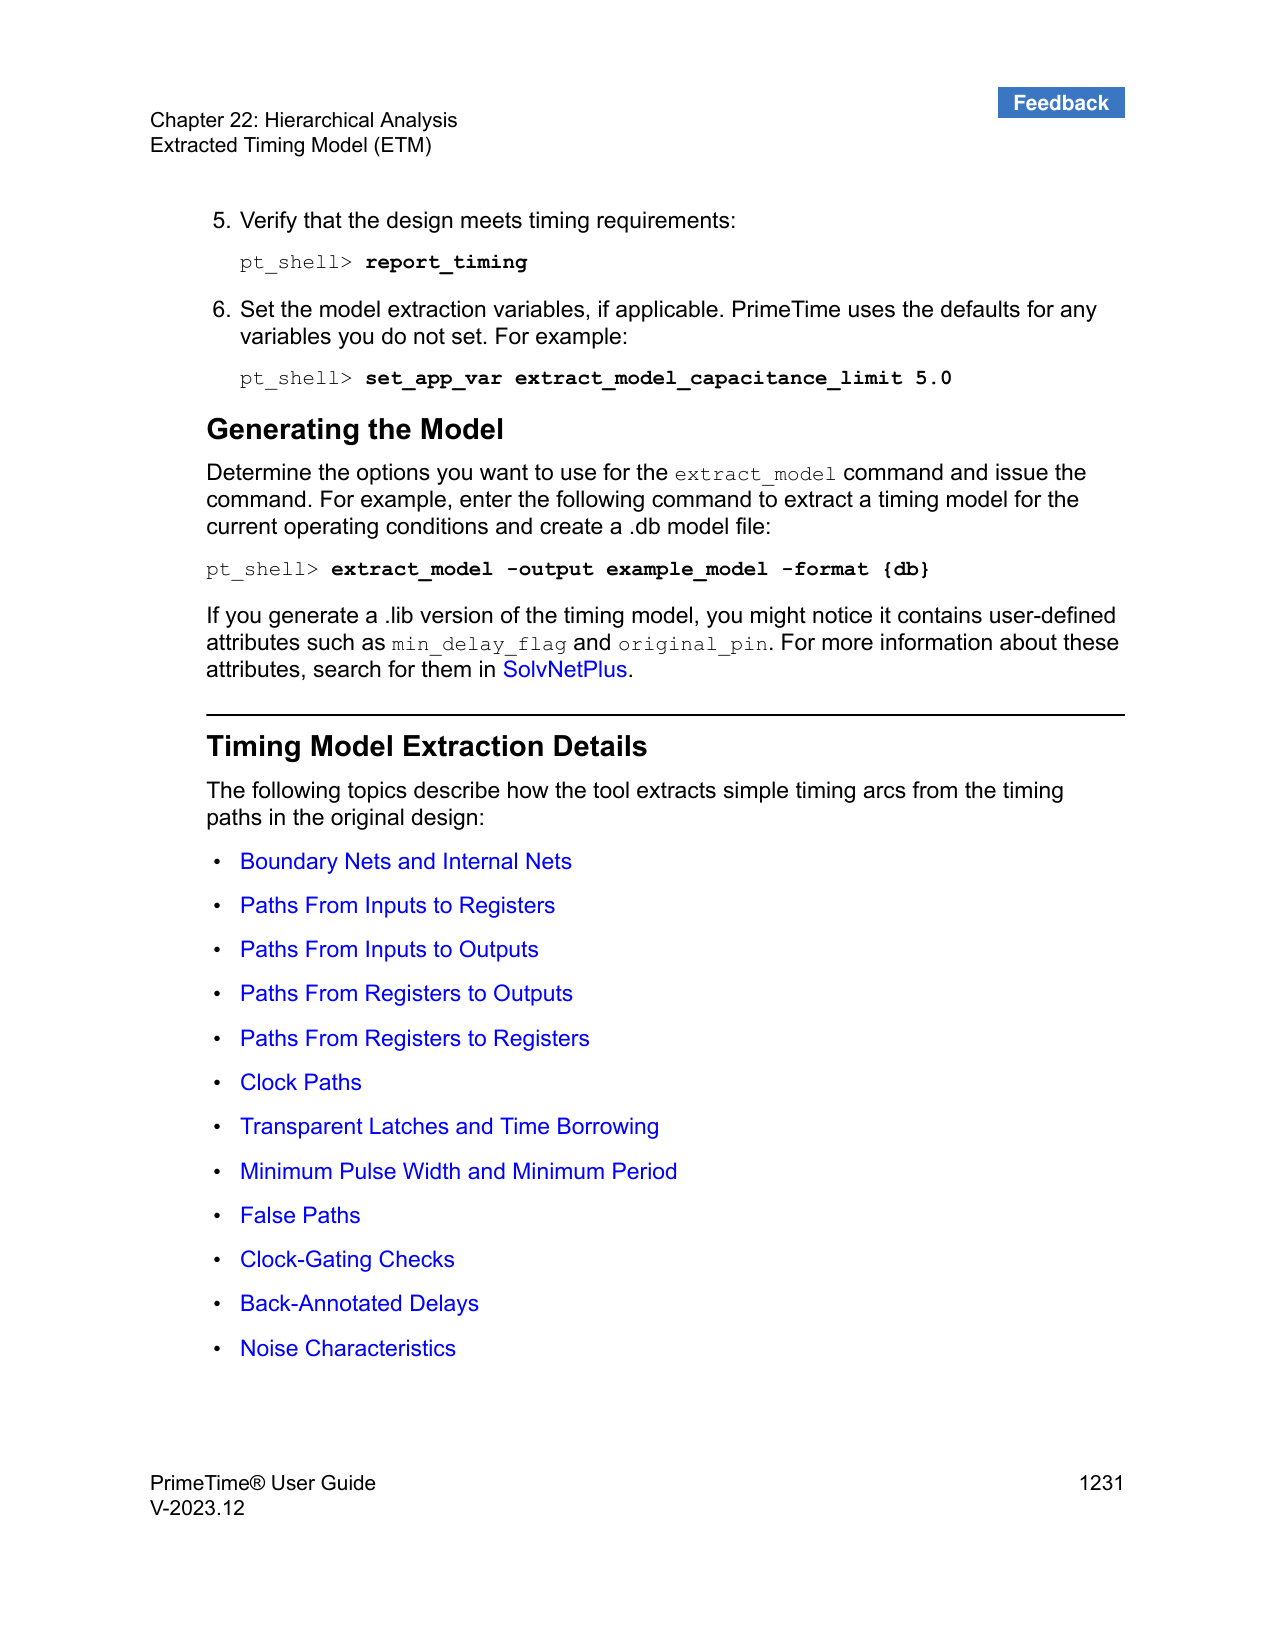 Feedback
Chapter 22: Hierarchical Analysis
Extracted Timing Model (ETM)
5. Verify that the design meets timing requirements:
pt_shell> report_timing
6. Set the model extraction variables, if applicable. PrimeTime uses the defaults for any
variables you do not set. For example:
pt_shell> set_app_var extract_model_capacitance_limit 5.0
Generating the Model
Determine the options you want to use for the extract_model command and issue the
command. For example, enter the following command to extract a timing model for the
current operating conditions and create a .db model file:
pt_shell> extract_model -output example_model -format {db}
If you generate a .lib version of the timing model, you might notice it contains user-defined
attributes such as min_delay_flag and original_pin. For more information about these
attributes, search for them in SolvNetPlus.
Timing Model Extraction Details
The following topics describe how the tool extracts simple timing arcs from the timing
paths in the original design:
• Boundary Nets and Internal Nets
• Paths From Inputs to Registers
• Paths From Inputs to Outputs
• Paths From Registers to Outputs
• Paths From Registers to Registers
• Clock Paths
• Transparent Latches and Time Borrowing
• Minimum Pulse Width and Minimum Period
• False Paths
• Clock-Gating Checks
• Back-Annotated Delays
• Noise Characteristics
PrimeTime® User Guide 1231
V-2023.12